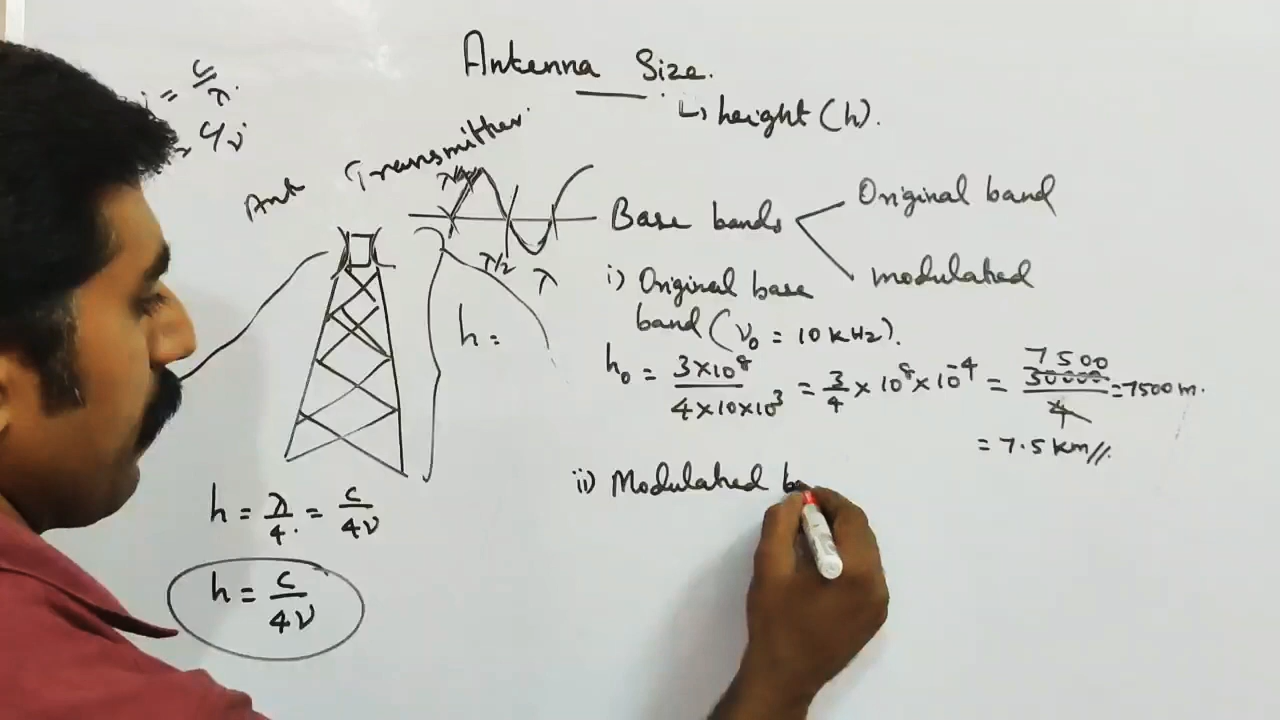 Antenna Size.
↳ height (h).
= c/λ.
= c/ν
Ant Transmitter
λ/4
λ/2
λ
h =
Base bands
Original band
modulated
i) Original base
band (ν₀ = 10 kHz).
h₀ = 3×10⁸ / 4×10×10³ = 3/4 × 10⁸ × 10⁻⁴ = 7500 30000 / 4 = 7500 m.
= 7.5 km//.
ii) Modulated ba
h = λ/4. = c/4ν
h = c/4ν